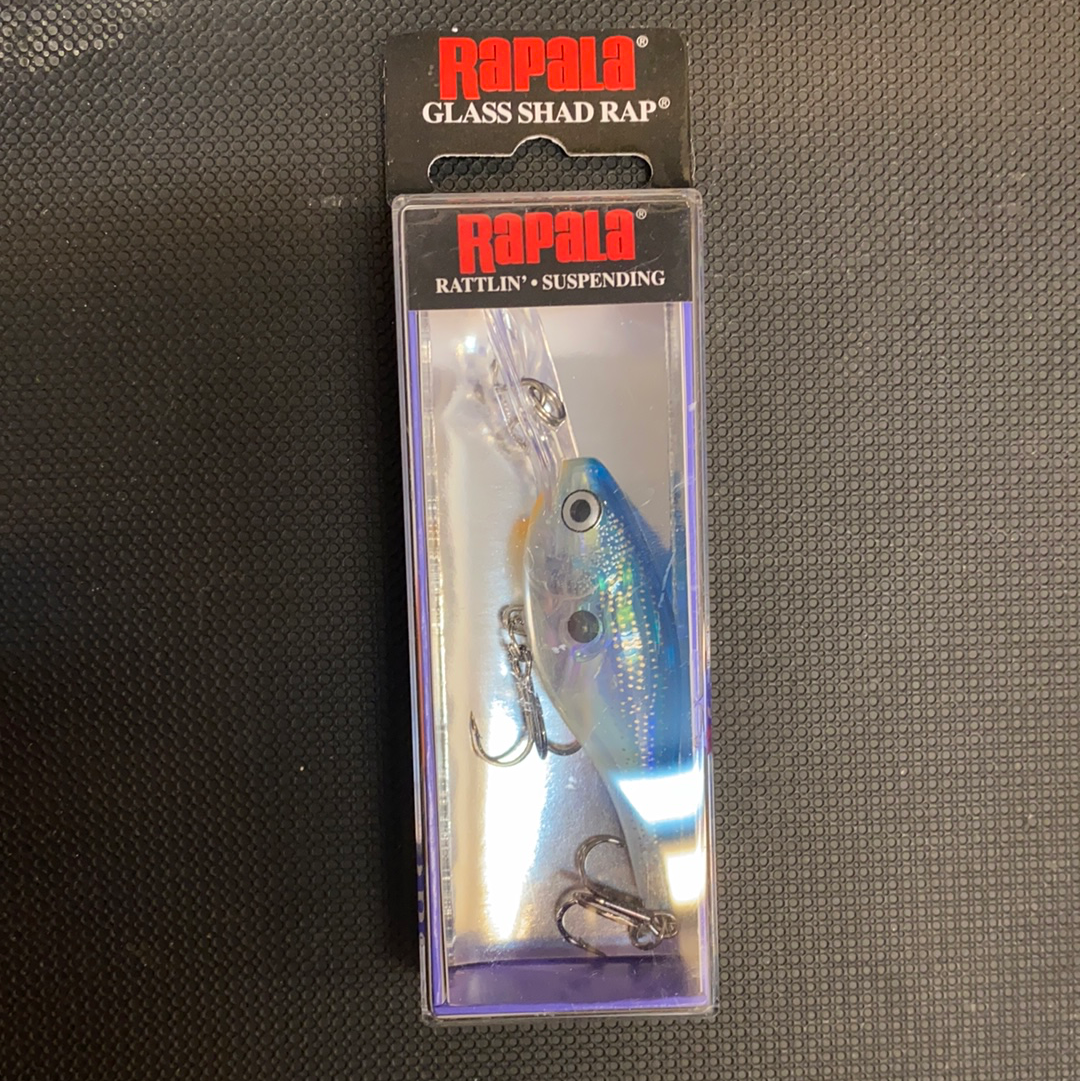 RAPALA®
GLASS SHAD RAP®
RAPALA®
RATTLIN' • SUSPENDING